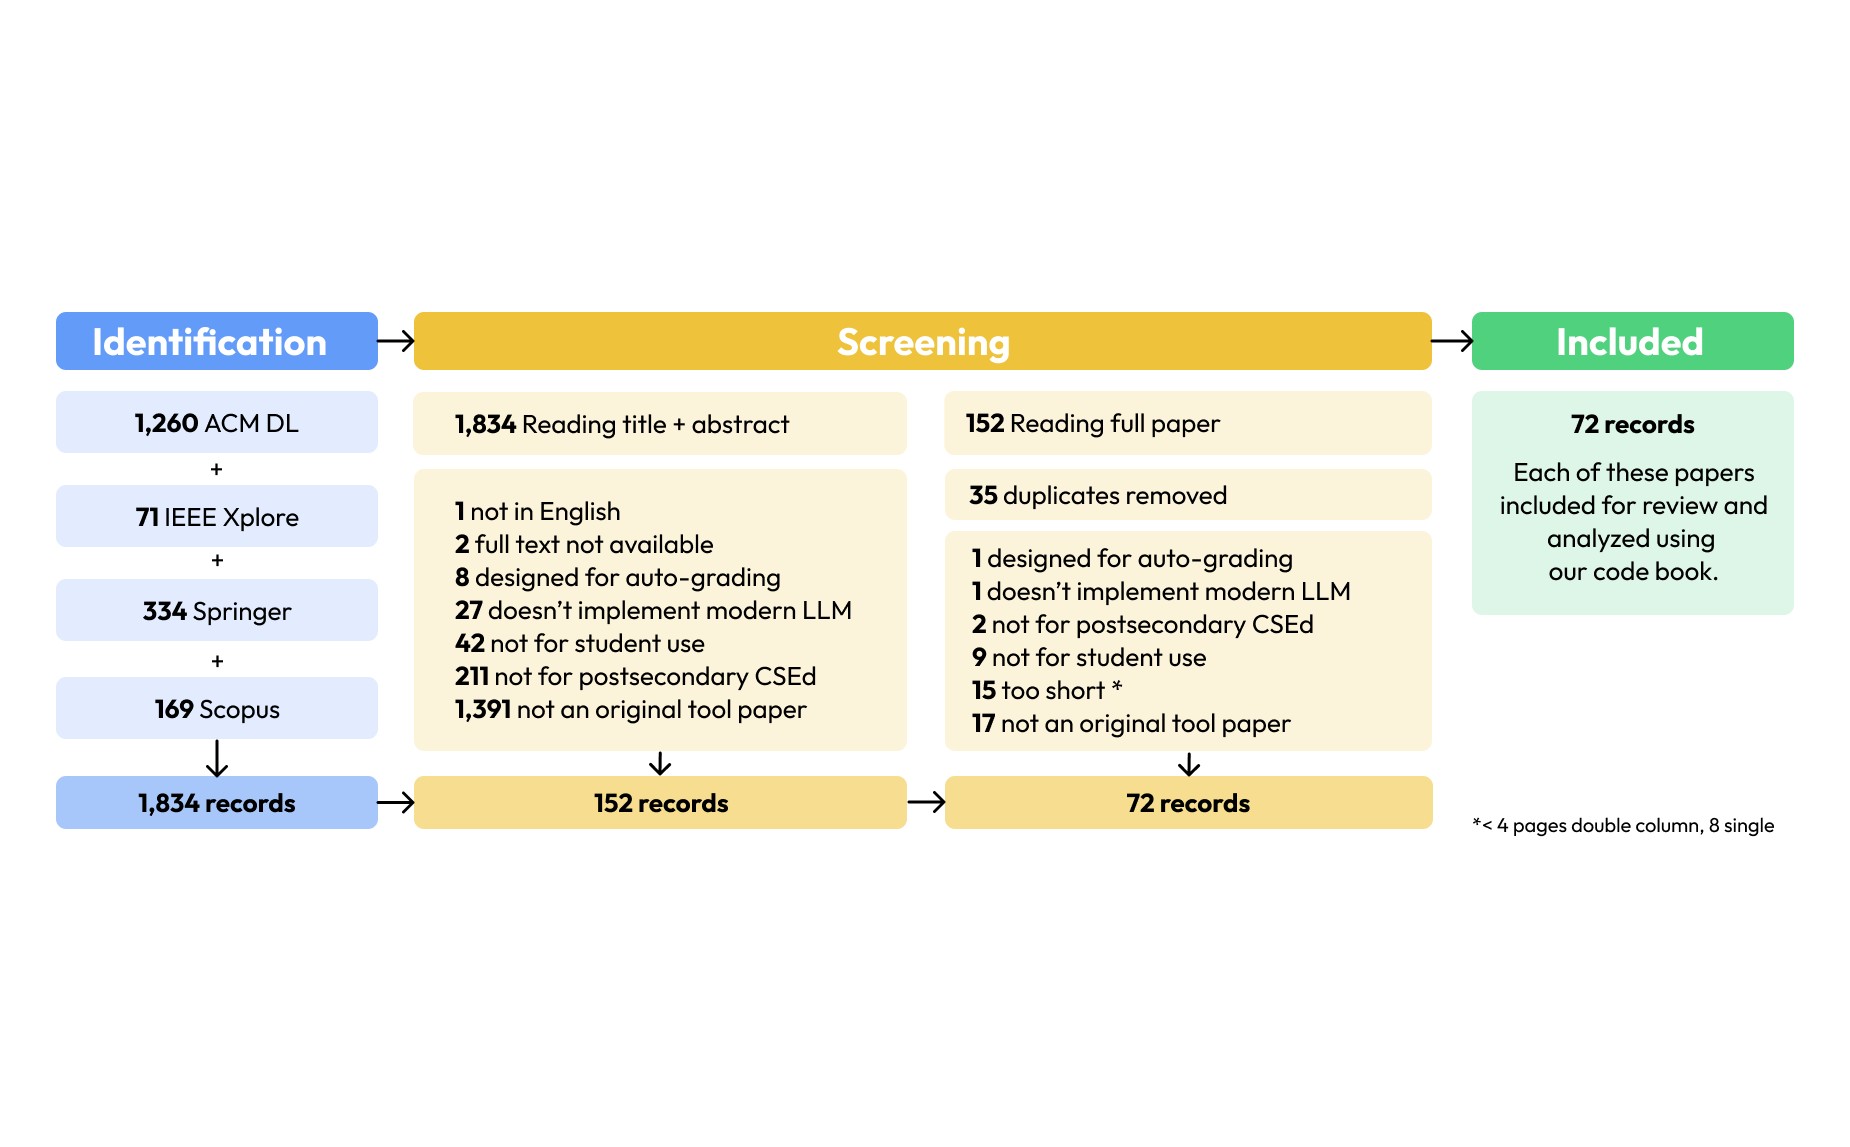 Identification
Screening
Included
1,260 ACM DL
+
71 IEEE Xplore
+
334 Springer
+
169 Scopus
1,834 records
1,834 Reading title + abstract
1 not in English
2 full text not available
8 designed for auto-grading
27 doesn’t implement modern LLM
42 not for student use
211 not for postsecondary CSEd
1,391 not an original tool paper
152 records
152 Reading full paper
35 duplicates removed
1 designed for auto-grading
1 doesn’t implement modern LLM
2 not for postsecondary CSEd
9 not for student use
15 too short *
17 not an original tool paper
72 records
72 records
Each of these papers
included for review and
analyzed using
our code book.
*< 4 pages double column, 8 single